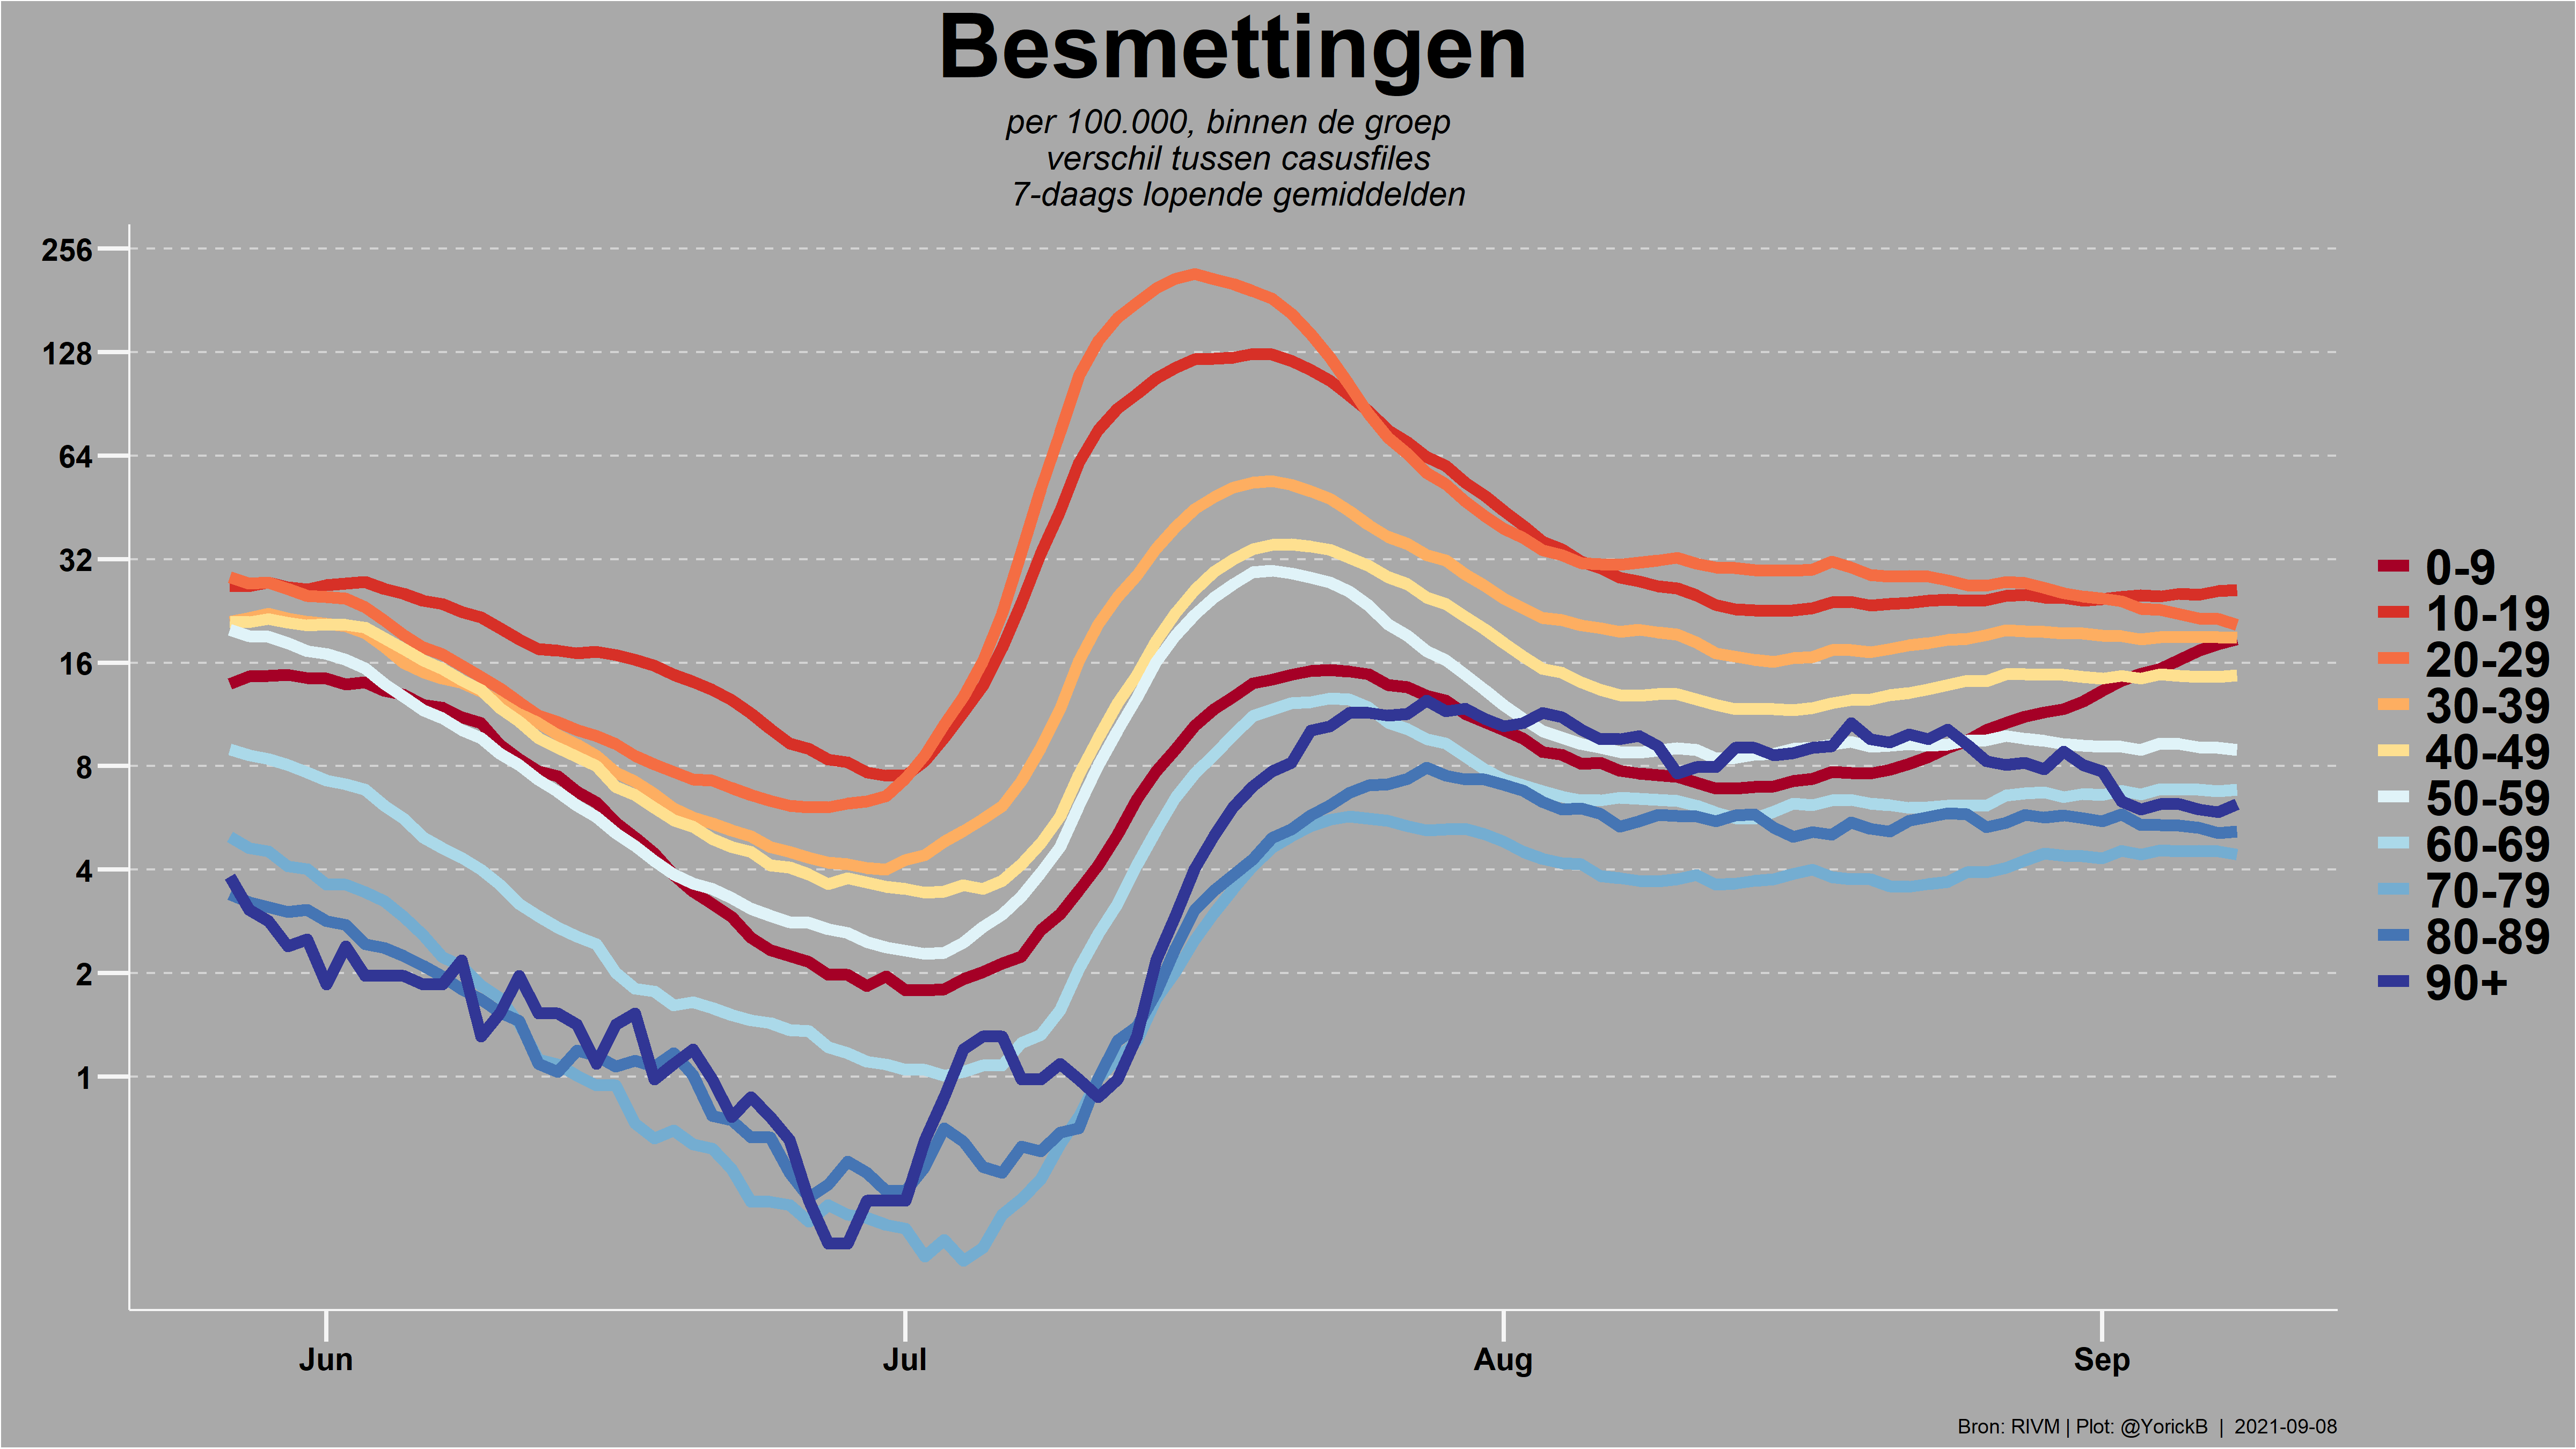 Besmettingen
per 100.000, binnen de groep
verschil tussen casusfiles
7-daags lopende gemiddelden
256
128
64
32
16
8
4
2
1
0-9
10-19
20-29
30-39
40-49
50-59
60-69
70-79
80-89
90+
Jun
Jul
Aug
Sep
Bron: RIVM | Plot: @YorickB | 2021-09-08